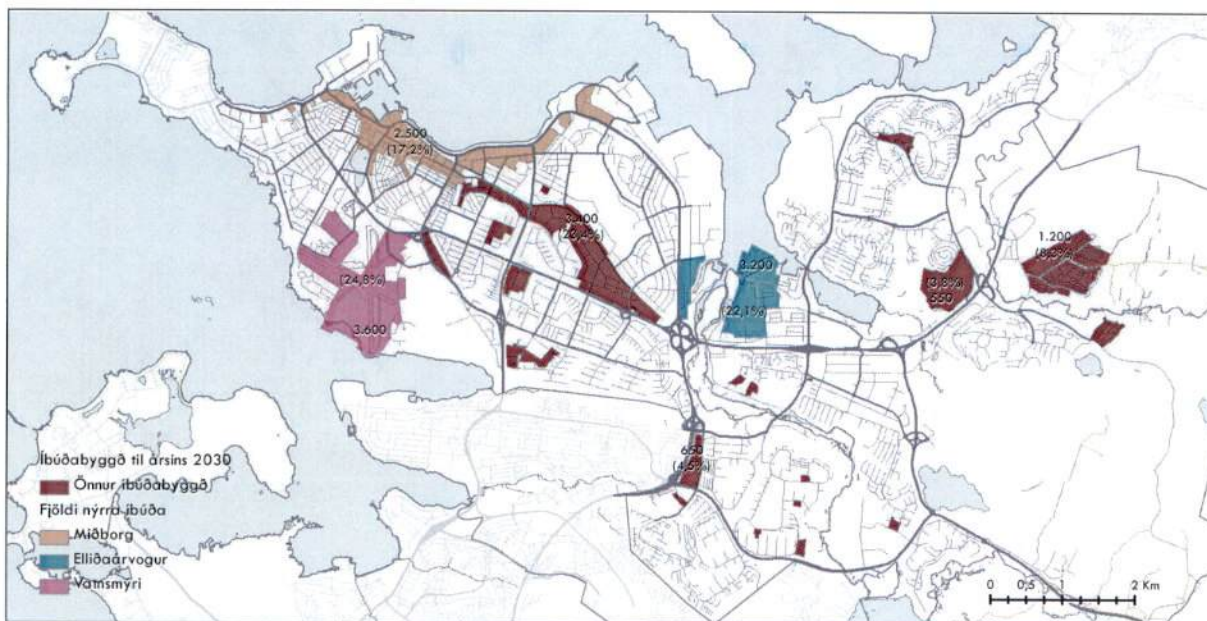 2.500
(17,2%)
3.400
(23,4%)
1.200
(8,3%)
3.200
(22,1%)
(3,8%)
550
(24,8%)
3.600
650
(4,5%)
Íbúðabyggð til ársins 2030
Önnur íbúðabyggð
Fjöldi nýrra íbúða
Miðborg
Elliðaárvogur
Vatnsmýri
0 0,5 1 2 Km